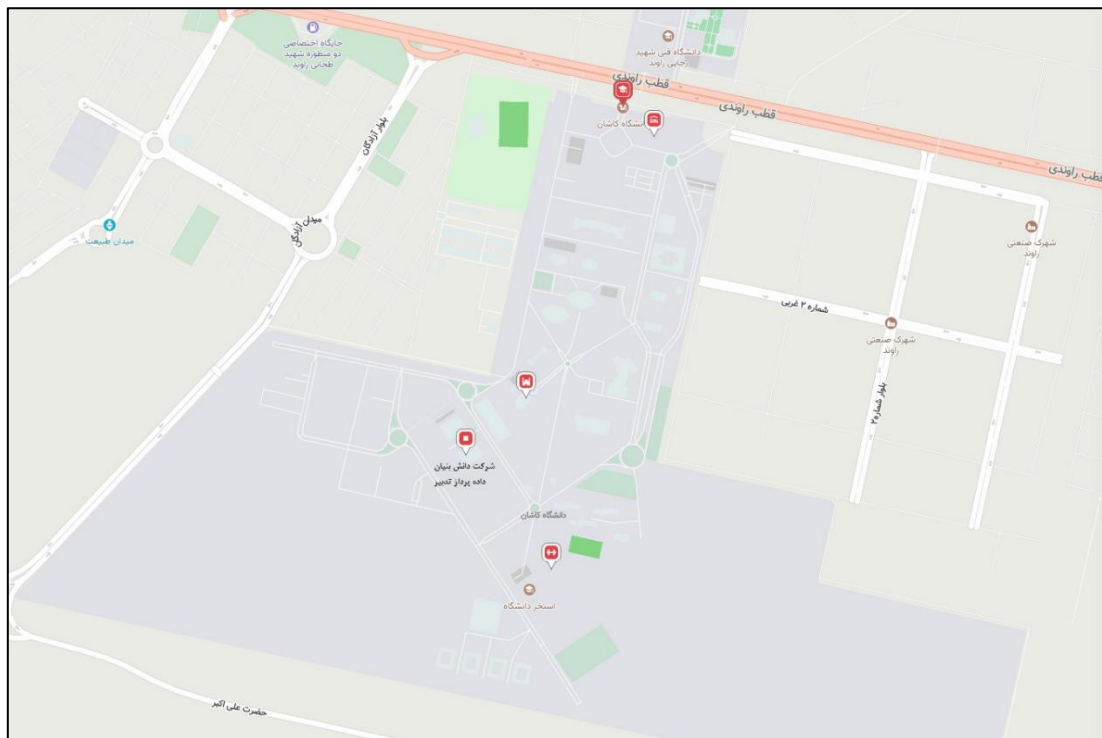 جایگاه اختصاصی
دو منظوره شهید
طحانی راوند
دانشگاه فنی شهید
رجایی راوند
قطب راوندی
قطب راوندی
قطب راوندی
دانشگاه کاشان
بلوار آزادگان
میدان آزادگان
میدان طبیعت
شهرک صنعتی
راوند
شماره ۲ غربی
شهرک صنعتی
راوند
بلوار شماره۲
شرکت دانش بنیان
داده پرداز تدبیر
دانشگاه کاشان
استخر دانشگاه
حضرت علی اکبر